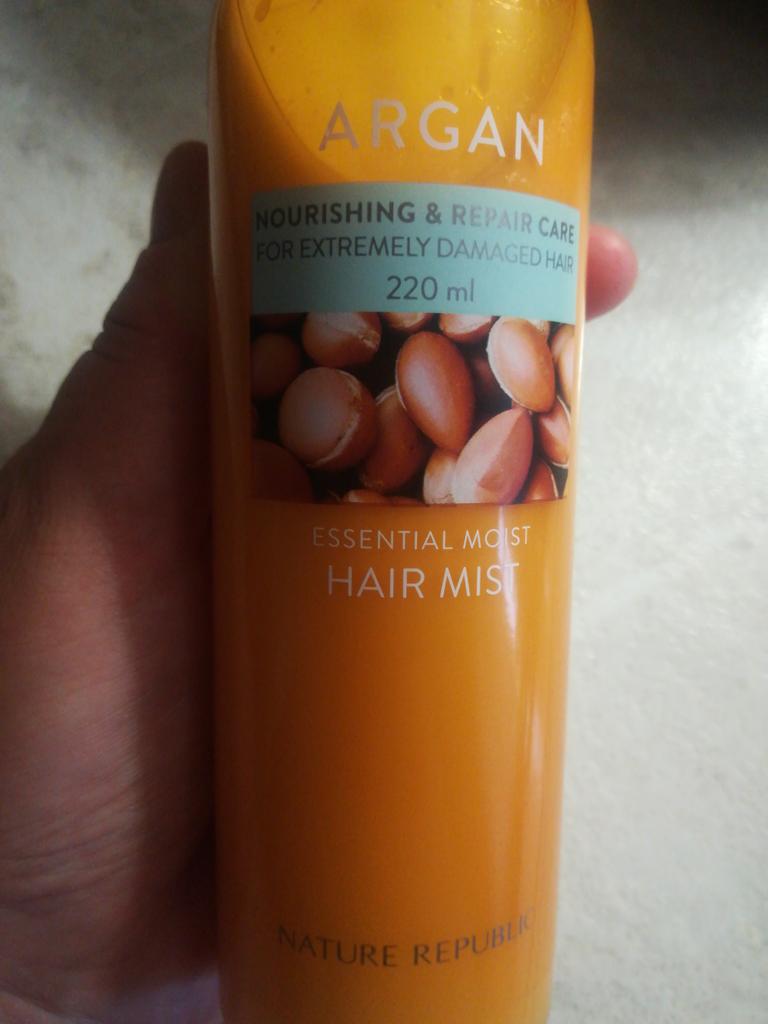 ARGAN
NOURISHING & REPAIR CARE
FOR EXTREMELY DAMAGED HAIR
220 ml
ESSENTIAL MOIST
HAIR MIST
NATURE REPUBLIC